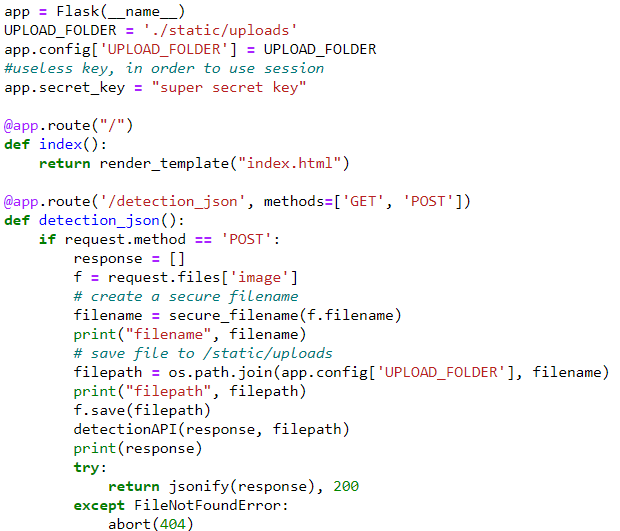 app = Flask(__name__)
UPLOAD_FOLDER = './static/uploads'
app.config['UPLOAD_FOLDER'] = UPLOAD_FOLDER
#useless key, in order to use session
app.secret_key = "super secret key"

@app.route("/")
def index():
    return render_template("index.html")

@app.route('/detection_json', methods=['GET', 'POST'])
def detection_json():
    if request.method == 'POST':
        response = []
        f = request.files['image']
        # create a secure filename
        filename = secure_filename(f.filename)
        print("filename", filename)
        # save file to /static/uploads
        filepath = os.path.join(app.config['UPLOAD_FOLDER'], filename)
        print("filepath", filepath)
        f.save(filepath)
        detectionAPI(response, filepath)
        print(response)
        try:
            return jsonify(response), 200
        except FileNotFoundError:
            abort(404)